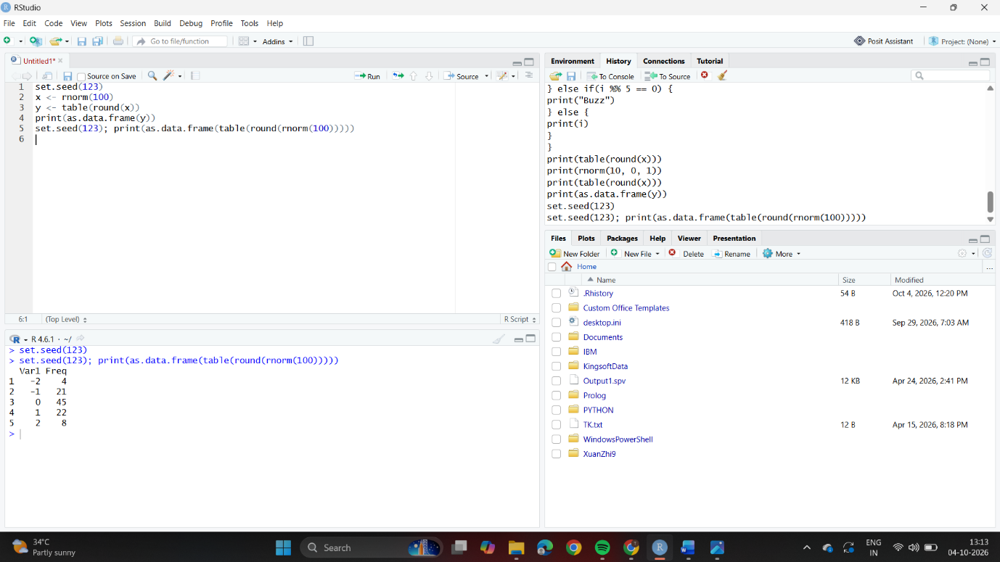 RStudio
File Edit Code View Plots Session Build Debug Profile Tools Help
Go to file/function Addins Posit Assistant Project: (None)
Untitled1*
Source on Save Run Source
1 set.seed(123)
2 x <- rnorm(100)
3 y <- table(round(x))
4 print(as.data.frame(y))
5 set.seed(123); print(as.data.frame(table(round(rnorm(100)))))
6
6:1 (Top Level) R Script
R 4.6.1 · ~/
> set.seed(123)
> set.seed(123); print(as.data.frame(table(round(rnorm(100)))))
Var1 Freq
1 -2 4
2 -1 21
3 0 45
4 1 22
5 2 8
>
Environment History Connections Tutorial
To Console To Source
} else if(i %% 5 == 0) {
print("Buzz")
} else {
print(i)
}
}
print(table(round(x)))
print(rnorm(10, 0, 1))
print(table(round(x)))
print(as.data.frame(y))
set.seed(123)
set.seed(123); print(as.data.frame(table(round(rnorm(100)))))
Files Plots Packages Help Viewer Presentation
New Folder New File Delete Rename More
Home ...
Name Size Modified
.Rhistory 54 B Oct 4, 2026, 12:20 PM
Custom Office Templates
desktop.ini 418 B Sep 29, 2026, 7:03 AM
Documents
IBM
KingsoftData
Output1.spv 12 KB Apr 24, 2026, 2:41 PM
Prolog
PYTHON
TK.txt 12 B Apr 15, 2026, 8:18 PM
WindowsPowerShell
XuanZhi9
34°C
Partly sunny
Search
ENG
IN
13:13
04-10-2026